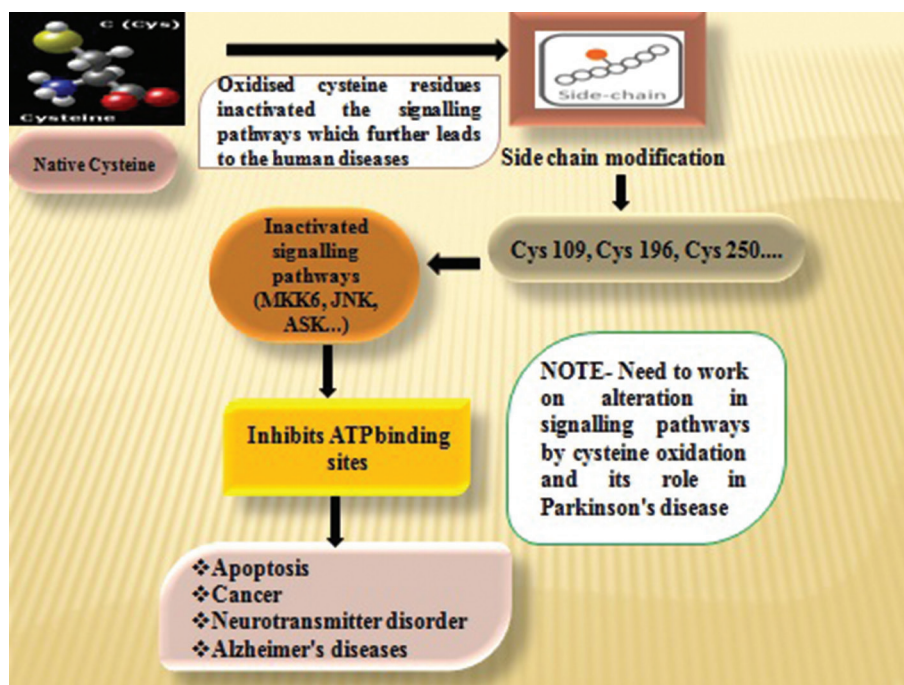 C (Cys)
Cysteine
Native Cysteine
Oxidised cysteine residues
inactivated the signalling
pathways which further leads
to the human diseases
Side-chain
Side chain modification
Cys 109, Cys 196, Cys 250....
Inactivated
signalling
pathways
(MKK6, JNK,
ASK...)
Inhibits ATP binding
sites
NOTE- Need to work
on alteration in
signalling pathways
by cysteine oxidation
and its role in
Parkinson's disease
❖Apoptosis
❖Cancer
❖Neurotransmitter disorder
❖Alzheimer's diseases